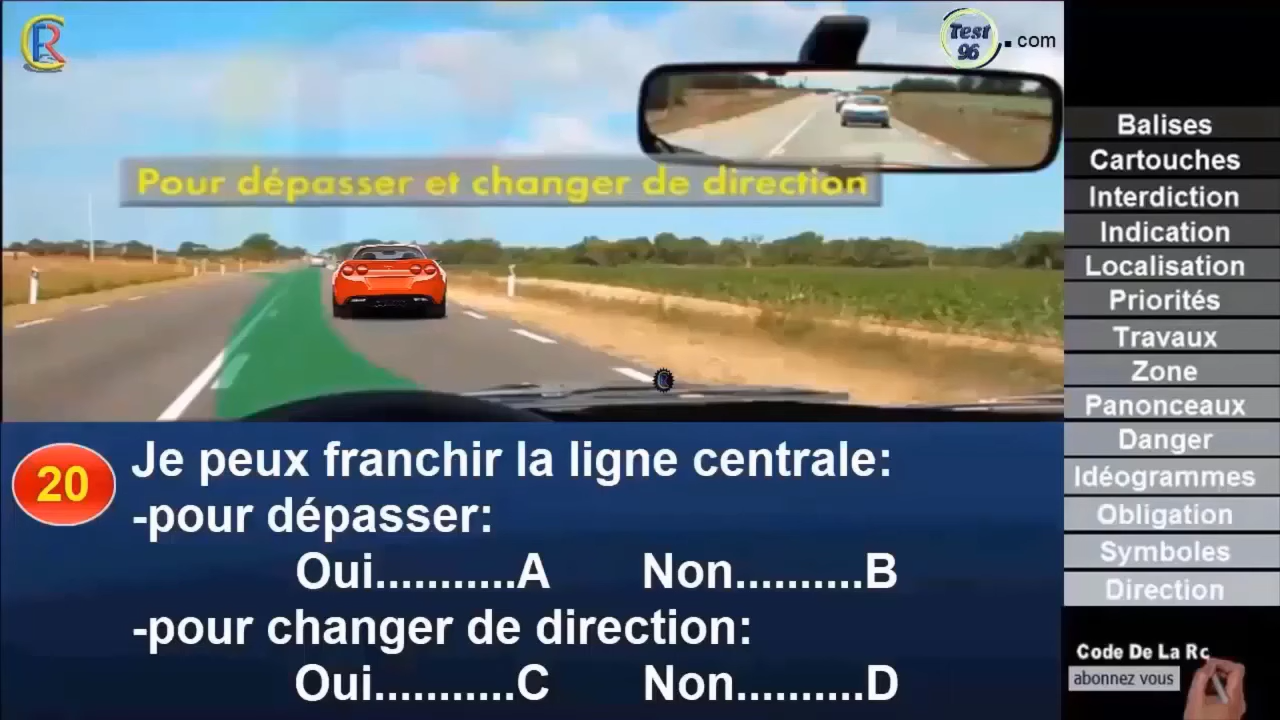 Test
96
.com
Pour dépasser et changer de direction
Balises
Cartouches
Interdiction
Indication
Localisation
Priorités
Travaux
Zone
Panonceaux
Danger
Idéogrammes
Obligation
Symboles
Direction
20
Je peux franchir la ligne centrale:
-pour dépasser:
Oui...........A Non..........B
-pour changer de direction:
Oui...........C Non..........D
Code De La Rc
abonnez vous